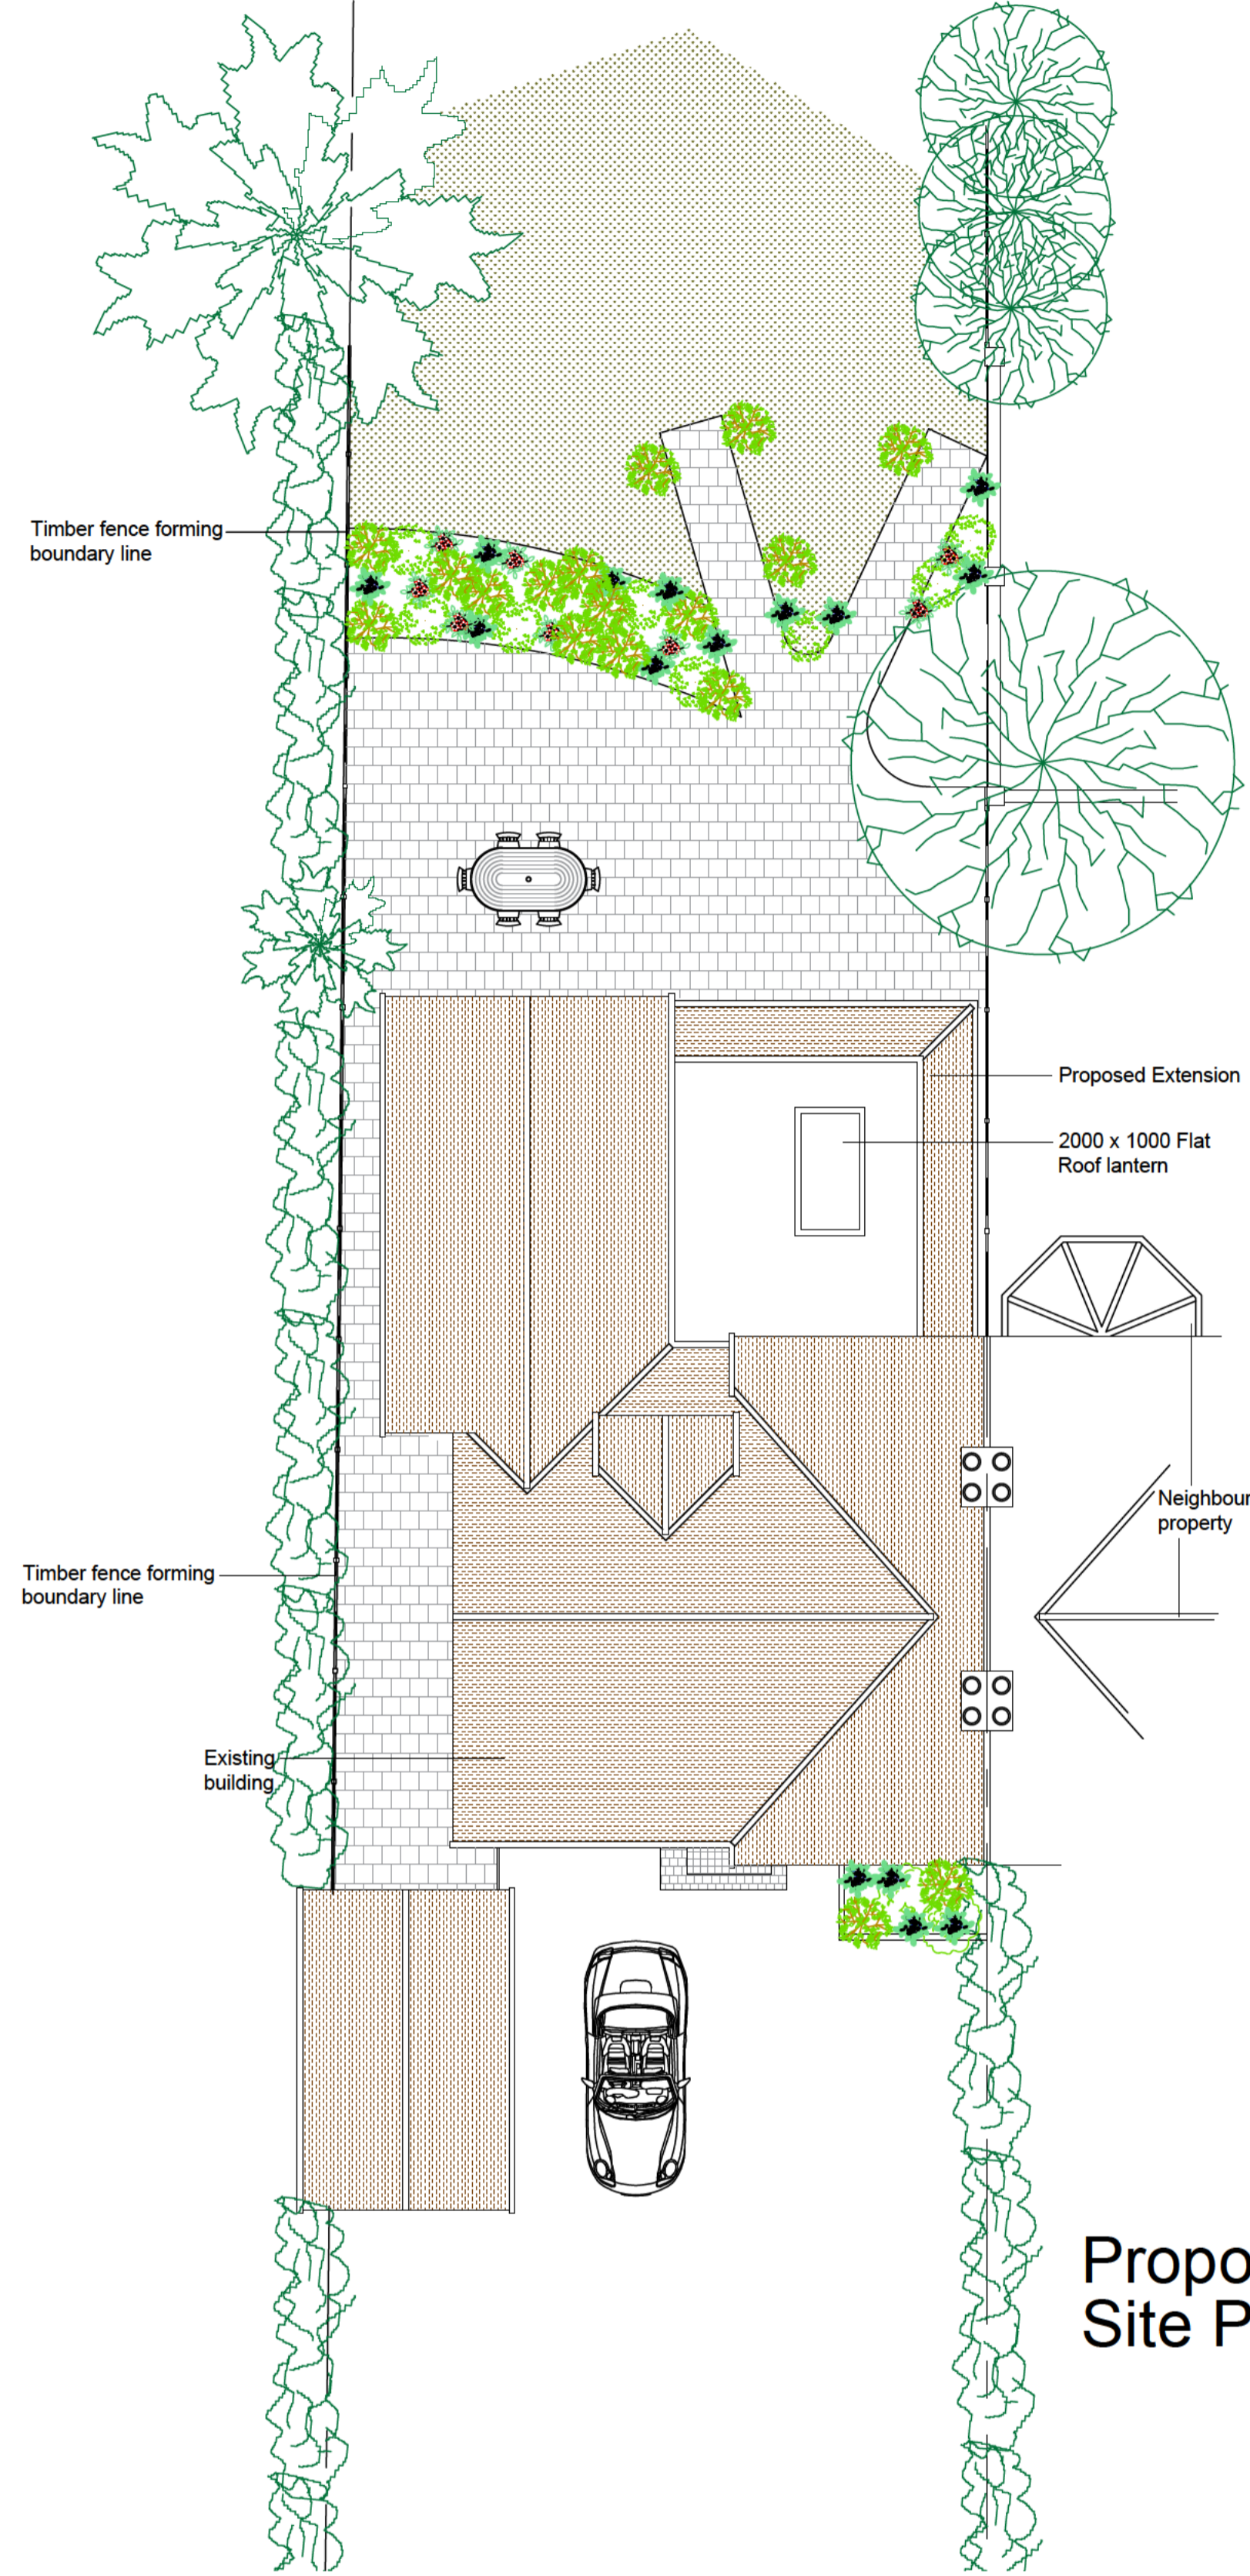 Timber fence forming
boundary line
Proposed Extension
2000 x 1000 Flat
Roof lantern
Neighbour
property
Timber fence forming
boundary line
Existing
building
Propo
Site P